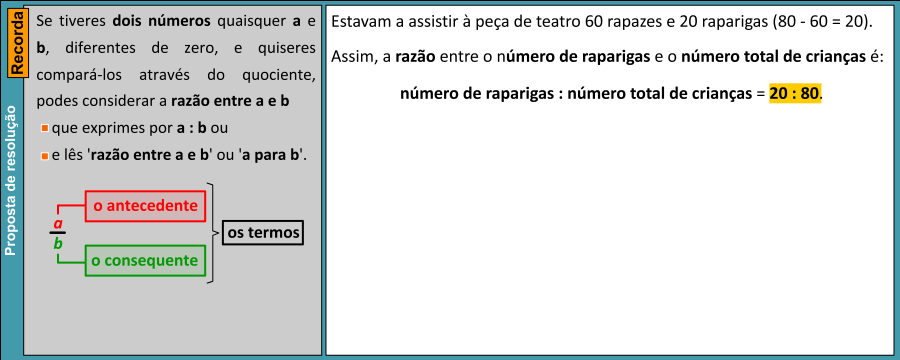 Proposta de resolução
Recorda
Se tiveres dois números quaisquer a e
b, diferentes de zero, e quiseres
compará-los através do quociente,
podes considerar a razão entre a e b
que exprimes por a : b ou
e lês 'razão entre a e b' ou 'a para b'.
a
b
o antecedente
o consequente
os termos
Estavam a assistir à peça de teatro 60 rapazes e 20 raparigas (80 - 60 = 20).
Assim, a razão entre o número de raparigas e o número total de crianças é:
número de raparigas : número total de crianças = 20 : 80.